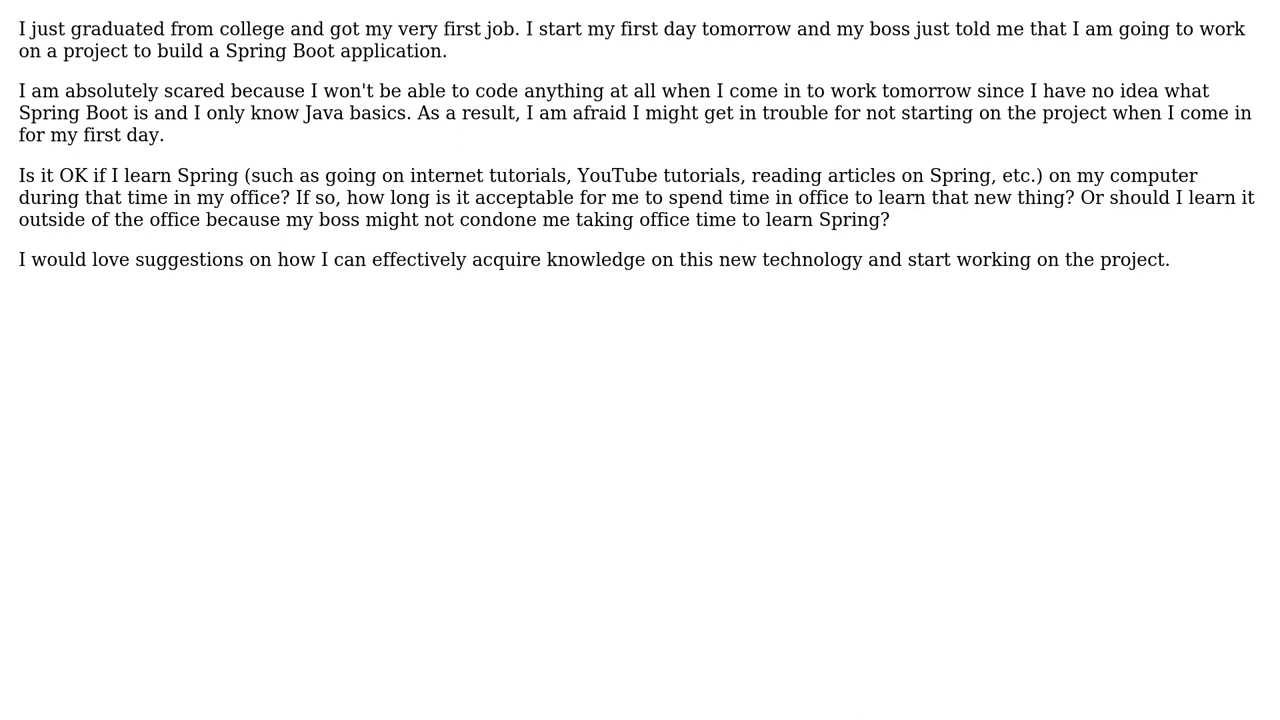 I just graduated from college and got my very first job. I start my first day tomorrow and my boss just told me that I am going to work
on a project to build a Spring Boot application.
I am absolutely scared because I won't be able to code anything at all when I come in to work tomorrow since I have no idea what
Spring Boot is and I only know Java basics. As a result, I am afraid I might get in trouble for not starting on the project when I come in
for my first day.
Is it OK if I learn Spring (such as going on internet tutorials, YouTube tutorials, reading articles on Spring, etc.) on my computer
during that time in my office? If so, how long is it acceptable for me to spend time in office to learn that new thing? Or should I learn it
outside of the office because my boss might not condone me taking office time to learn Spring?
I would love suggestions on how I can effectively acquire knowledge on this new technology and start working on the project.